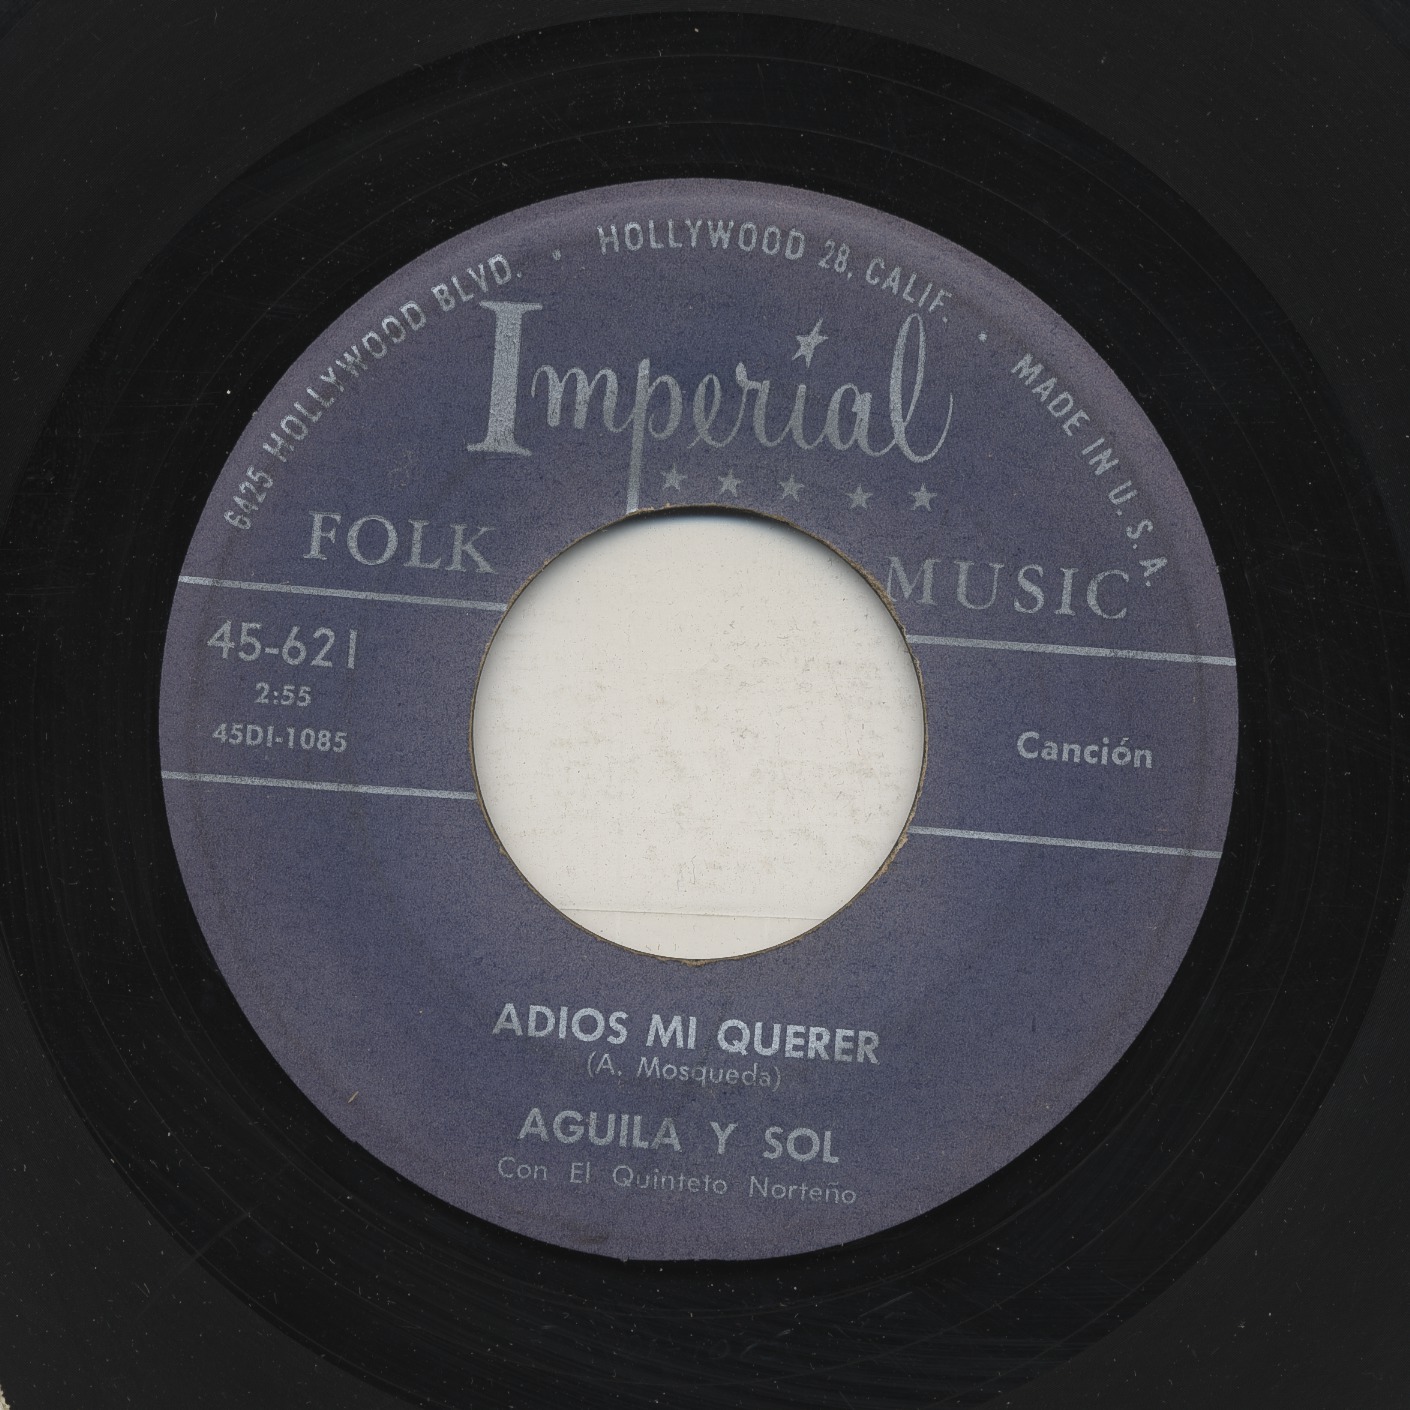 6425 HOLLYWOOD BLVD. • HOLLYWOOD 28, CALIF. • MADE IN U. S. A.
Imperial
FOLK MUSIC
45-621
2:55
45DI-1085
Canción
ADIOS MI QUERER
(A. Mosqueda)
AGUILA Y SOL
Con El Quinteto Norteño